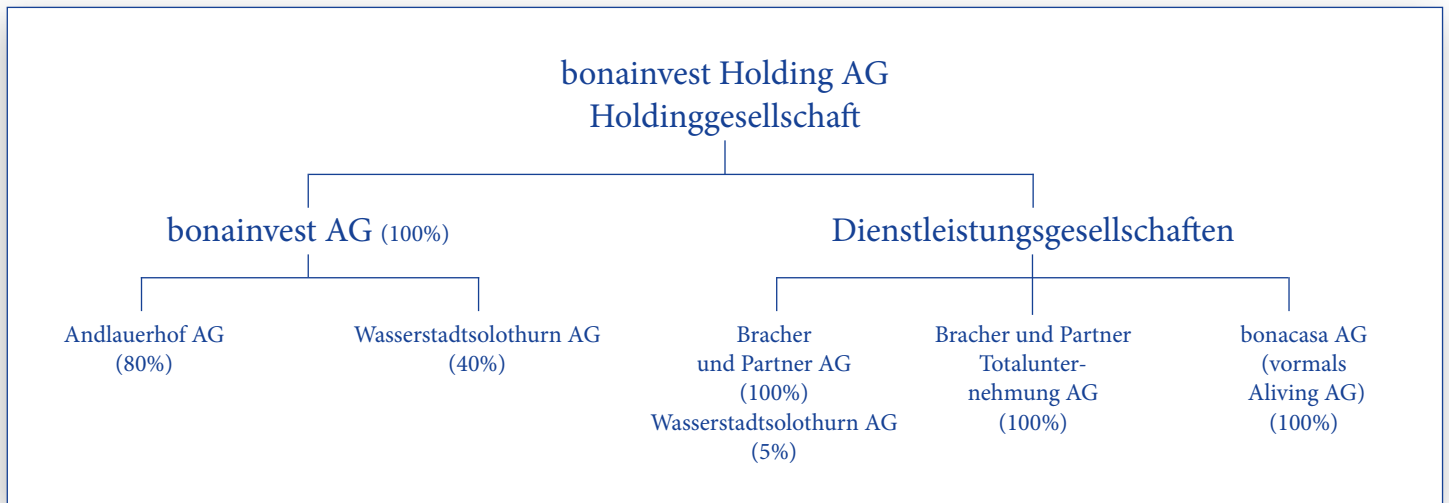 bonainvest Holding AG
Holdinggesellschaft
bonainvest AG (100%)
Dienstleistungsgesellschaften
Andlauerhof AG
(80%)
Wasserstadtsolothurn AG
(40%)
Bracher
und Partner AG
(100%)
Wasserstadtsolothurn AG
(5%)
Bracher und Partner
Totalunter-
nehmung AG
(100%)
bonacasa AG
(vormals
Aliving AG)
(100%)